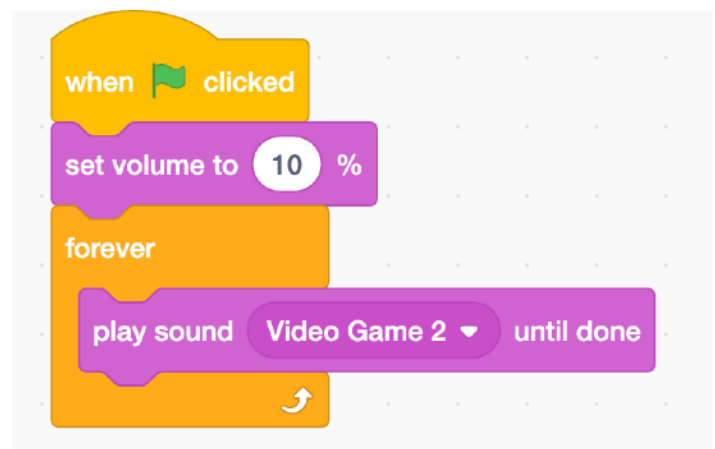 when clicked
set volume to 10 %
forever
play sound Video Game 2 until done